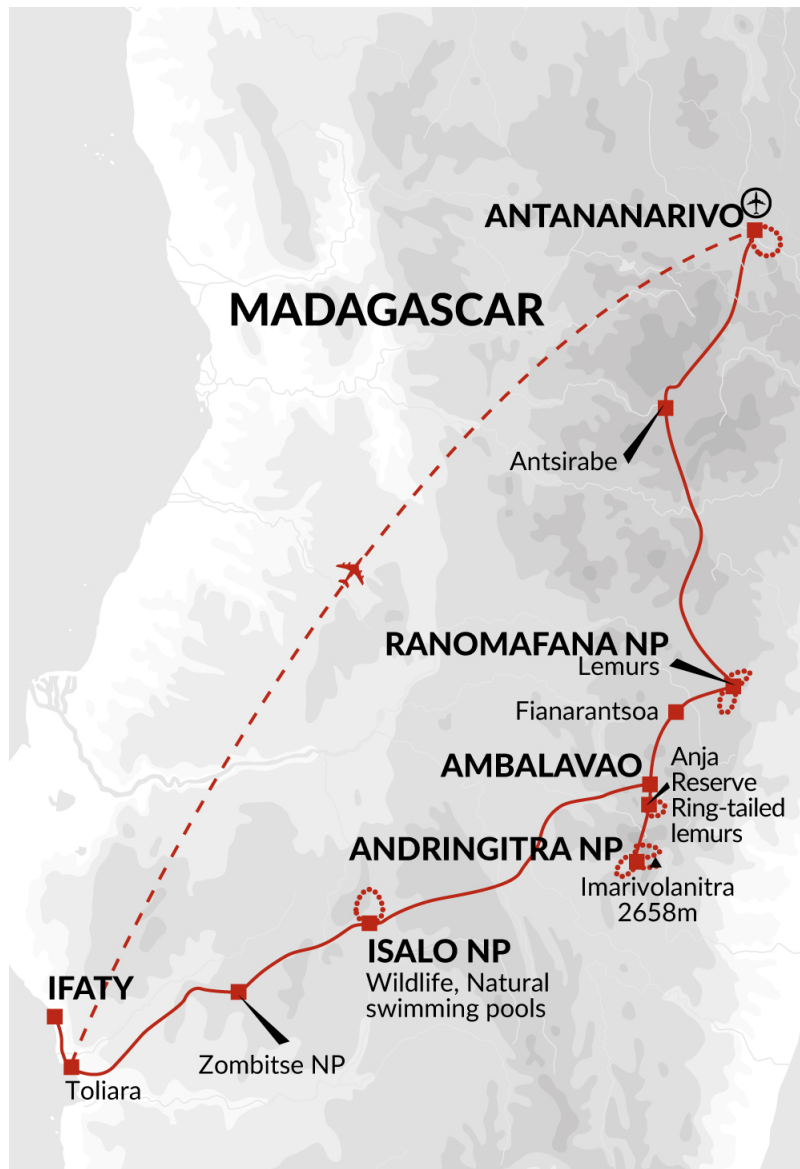 ANTANANARIVO
MADAGASCAR
Antsirabe
RANOMAFANA NP
Lemurs
Fianarantsoa
AMBALAVAO
Anja
Reserve
Ring-tailed
lemurs
ANDRINGITRA NP
Imarivolanitra
2658m
ISALO NP
Wildlife, Natural
swimming pools
IFATY
Zombitse NP
Toliara